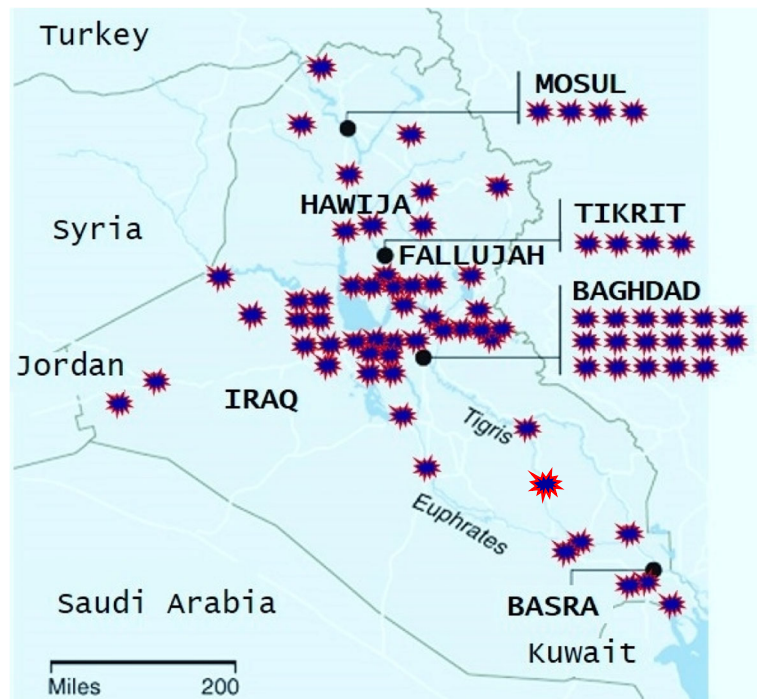 Turkey
MOSUL
HAWIJA
TIKRIT
Syria
FALLUJAH
BAGHDAD
Jordan
IRAQ
Tigris
Euphrates
Saudi Arabia
BASRA
Kuwait
Miles 200